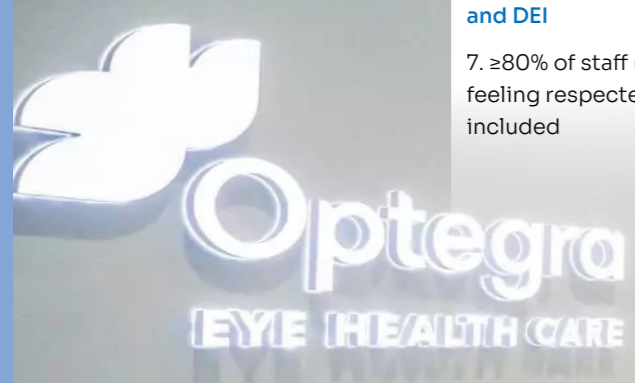 and DEI
7. ≥80% of staff
feeling respecte
included
Optegra
EYE HEALTH CARE